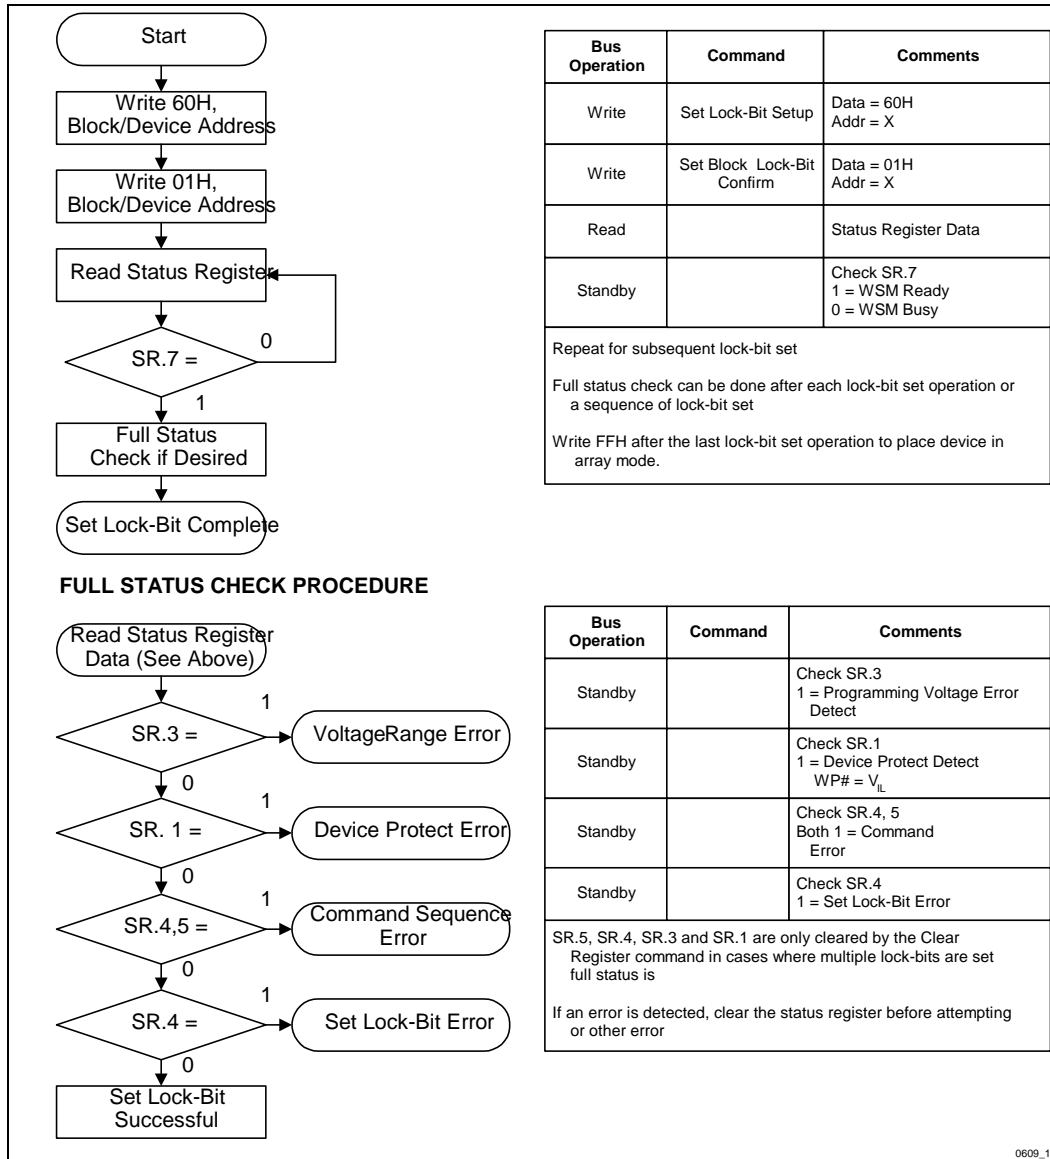 Start
Write 60H,
Block/Device Address
Write 01H,
Block/Device Address
Read Status Register
SR.7 =
0
1
Full Status
Check if Desired
Set Lock-Bit Complete
Bus
Operation
Command
Comments
Write
Set Lock-Bit Setup
Data = 60H
Addr = X
Write
Set Block Lock-Bit
Confirm
Data = 01H
Addr = X
Read
Status Register Data
Standby
Check SR.7
1 = WSM Ready
0 = WSM Busy
Repeat for subsequent lock-bit set
Full status check can be done after each lock-bit set operation or
a sequence of lock-bit set
Write FFH after the last lock-bit set operation to place device in
array mode.
FULL STATUS CHECK PROCEDURE
Read Status Register
Data (See Above)
SR.3 =
1
VoltageRange Error
0
SR. 1 =
1
Device Protect Error
0
SR.4,5 =
1
Command Sequence
Error
0
SR.4 =
1
Set Lock-Bit Error
0
Set Lock-Bit
Successful
Bus
Operation
Command
Comments
Standby
Check SR.3
1 = Programming Voltage Error
Detect
Standby
Check SR.1
1 = Device Protect Detect
WP# = VIL
Standby
Check SR.4, 5
Both 1 = Command
Error
Standby
Check SR.4
1 = Set Lock-Bit Error
SR.5, SR.4, SR.3 and SR.1 are only cleared by the Clear
Register command in cases where multiple lock-bits are set
full status is
If an error is detected, clear the status register before attempting
or other error
0609_1